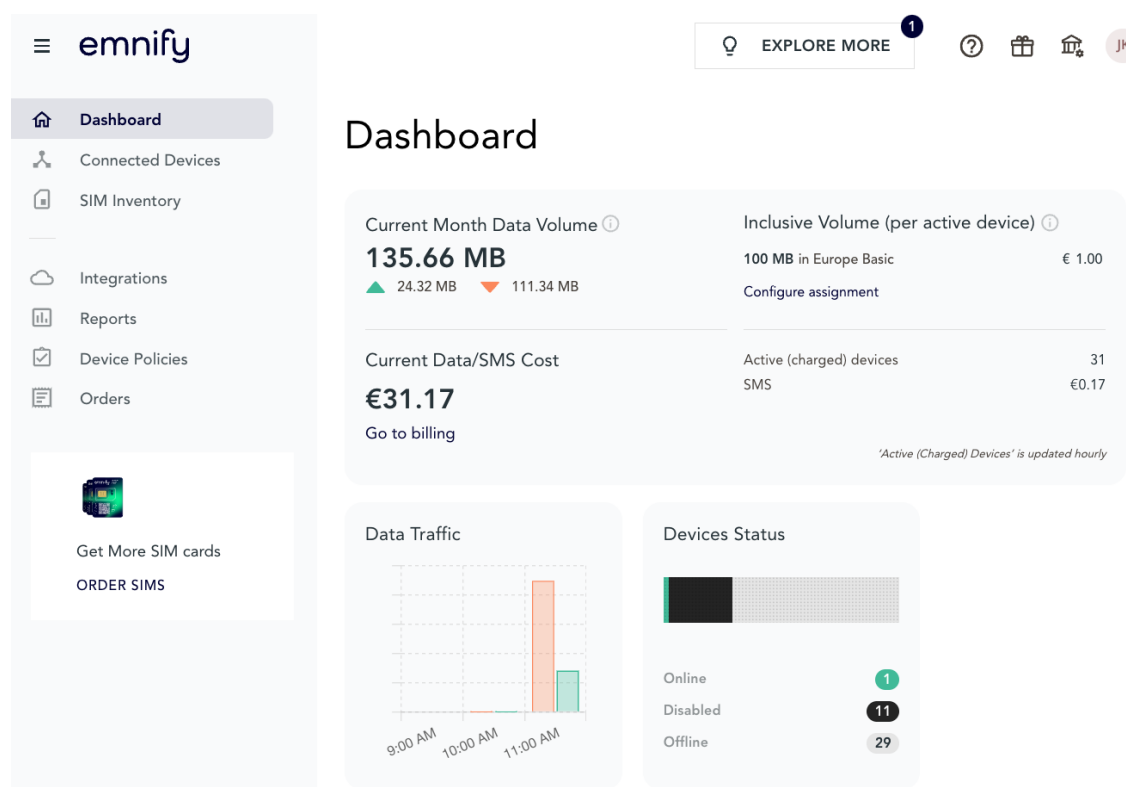 emnify
EXPLORE MORE
1
JK
Dashboard
Connected Devices
SIM Inventory
Integrations
Reports
Device Policies
Orders
Get More SIM cards
ORDER SIMS
Dashboard
Current Month Data Volume
135.66 MB
24.32 MB 111.34 MB
Inclusive Volume (per active device)
100 MB in Europe Basic € 1.00
Configure assignment
Current Data/SMS Cost
€31.17
Go to billing
Active (charged) devices 31
SMS €0.17
'Active (Charged) Devices' is updated hourly
Data Traffic
9:00 AM 10:00 AM 11:00 AM
Devices Status
Online 1
Disabled 11
Offline 29